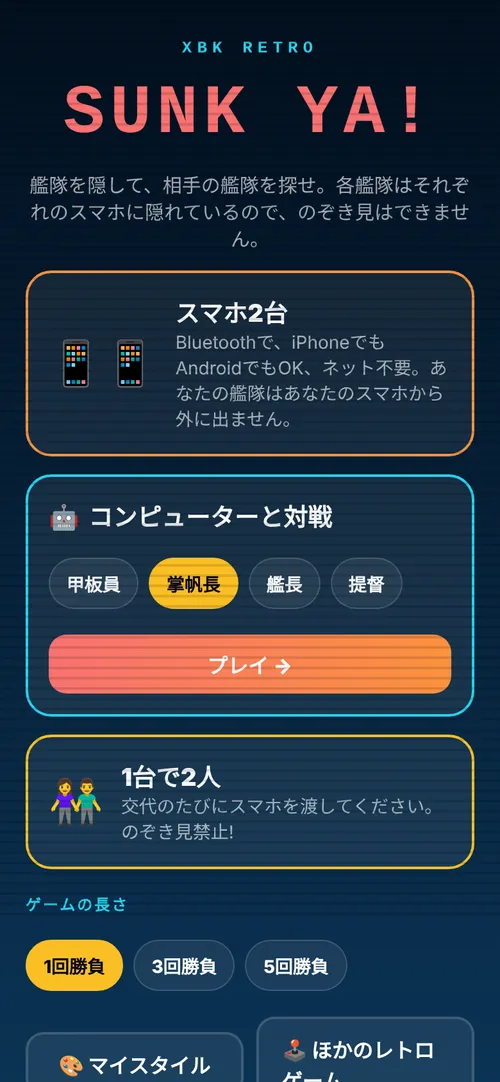 XBK RETRO
SUNK YA!
艦隊を隠して、相手の艦隊を探せ。各艦隊はそれぞ
れのスマホに隠れているので、のぞき見はできませ
ん。
スマホ2台
Bluetoothで、iPhoneでも
AndroidでもOK、ネット不要。あ
なたの艦隊はあなたのスマホから
外に出ません。
コンピューターと対戦
甲板員 掌帆長 艦長 提督
プレイ →
1台で2人
交代のたびにスマホを渡してください。
のぞき見禁止!
ゲームの長さ
1回勝負 3回勝負 5回勝負
マイスタイル
ほかのレトロ
ゲーム